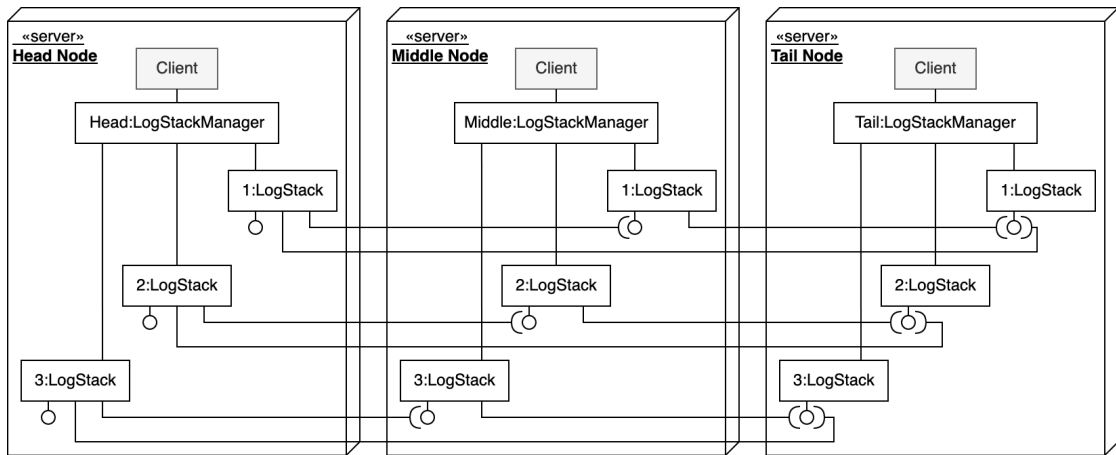 «server»
Head Node
Client
Head:LogStackManager
1:LogStack
2:LogStack
3:LogStack
«server»
Middle Node
Client
Middle:LogStackManager
1:LogStack
2:LogStack
3:LogStack
«server»
Tail Node
Client
Tail:LogStackManager
1:LogStack
2:LogStack
3:LogStack